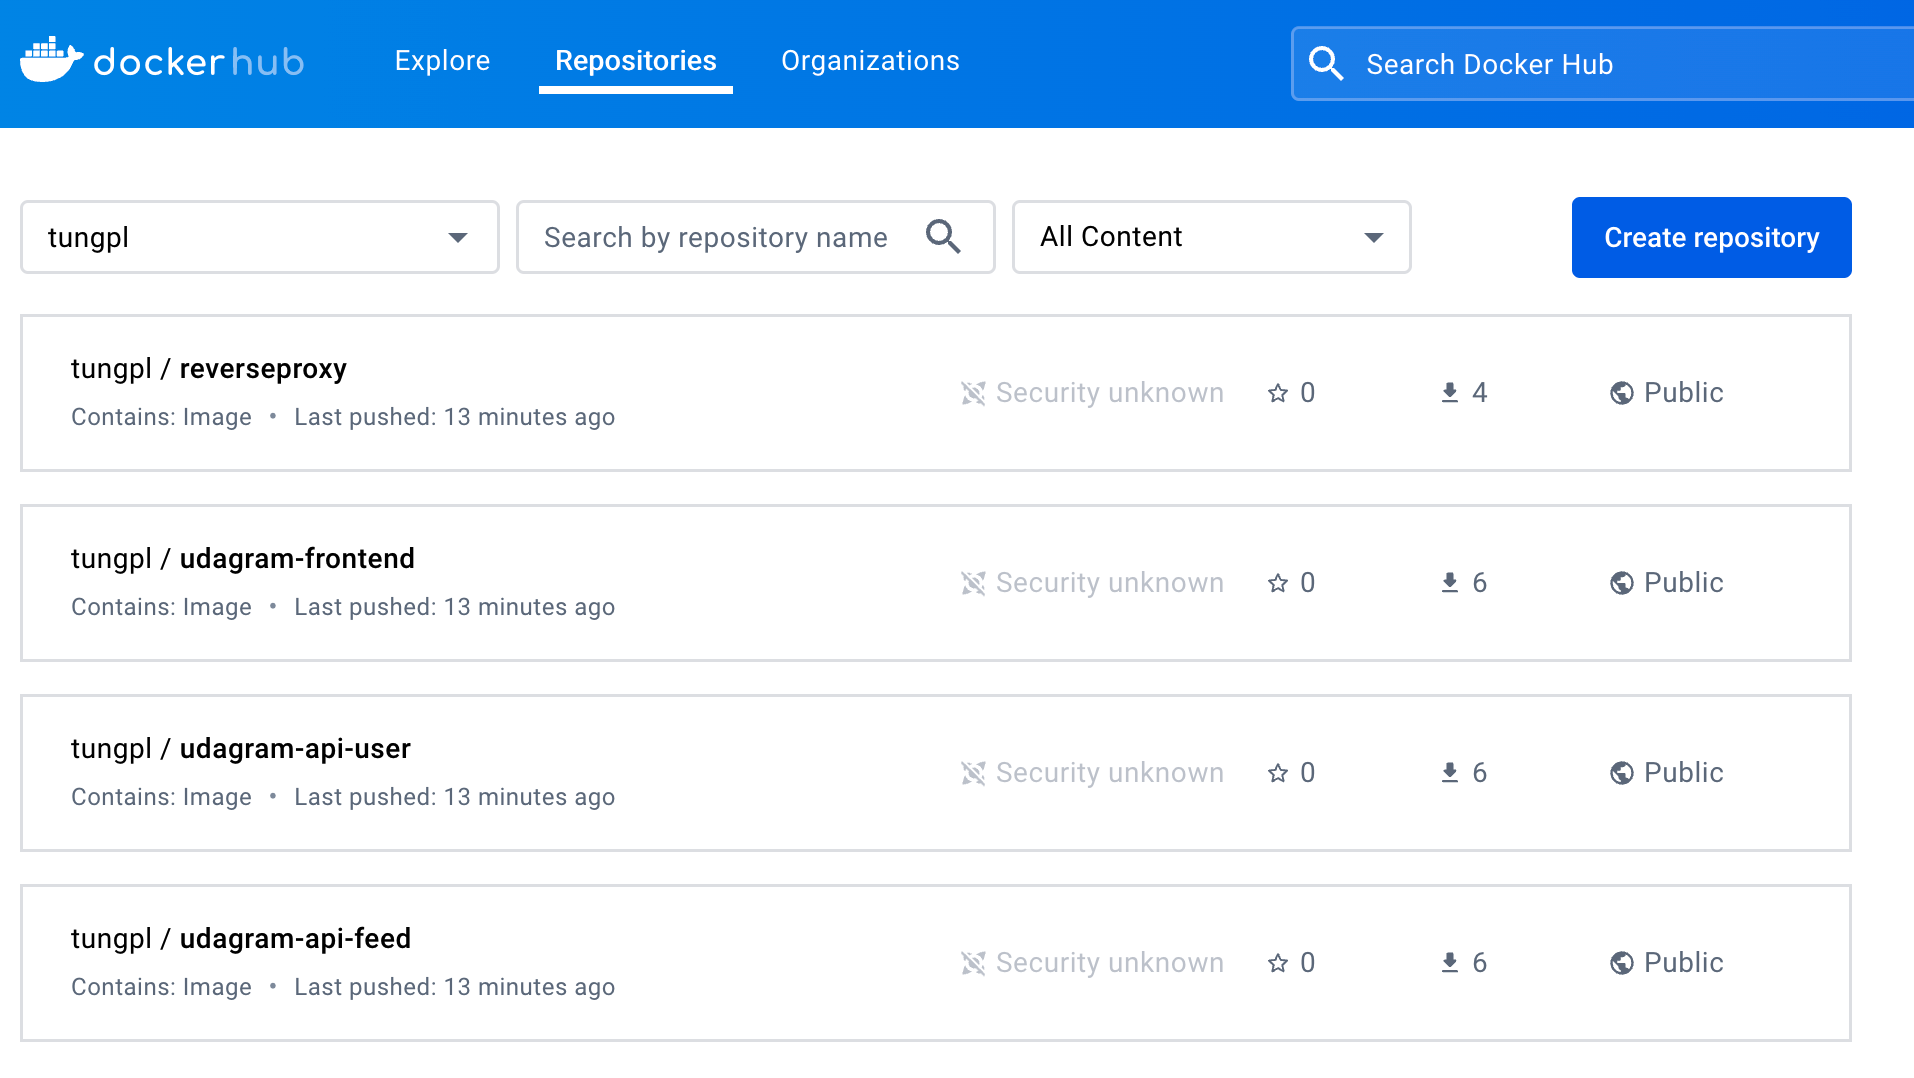 dockerhub Explore Repositories Organizations Search Docker Hub
tungpl Search by repository name All Content Create repository
tungpl / reverseproxy
Contains: Image • Last pushed: 13 minutes ago
Security unknown 0 4 Public
tungpl / udagram-frontend
Contains: Image • Last pushed: 13 minutes ago
Security unknown 0 6 Public
tungpl / udagram-api-user
Contains: Image • Last pushed: 13 minutes ago
Security unknown 0 6 Public
tungpl / udagram-api-feed
Contains: Image • Last pushed: 13 minutes ago
Security unknown 0 6 Public